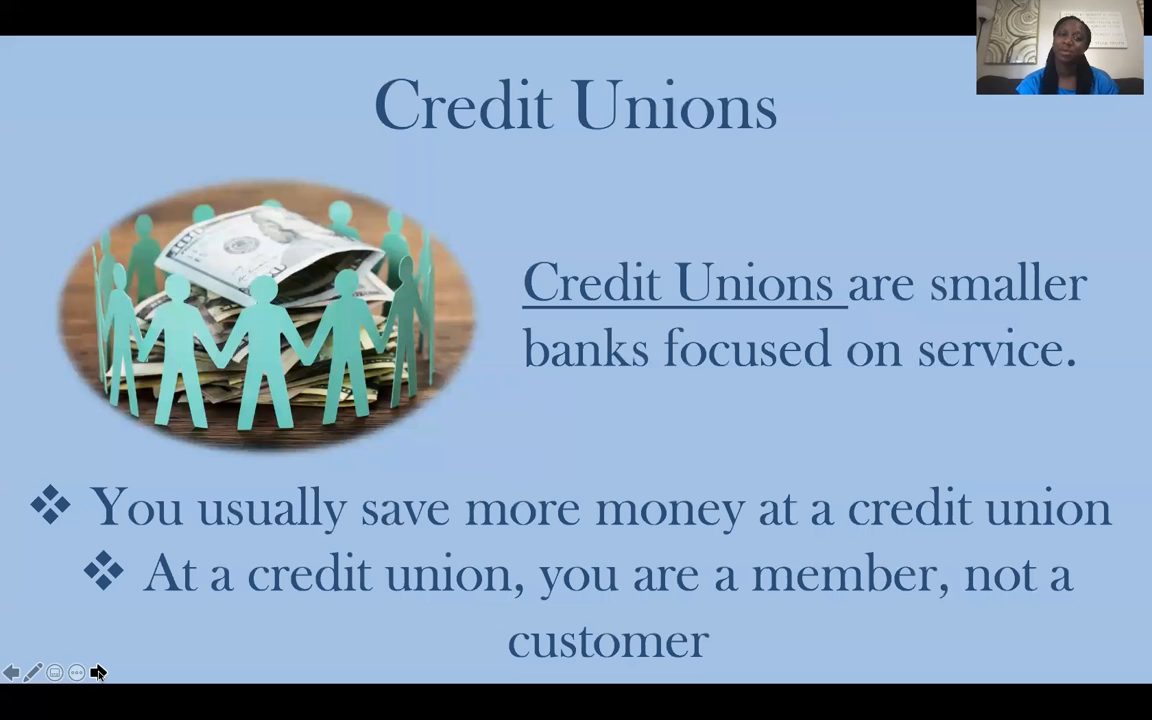 Credit Unions
Credit Unions are smaller
banks focused on service.
❖ You usually save more money at a credit union
❖ At a credit union, you are a member, not a
customer